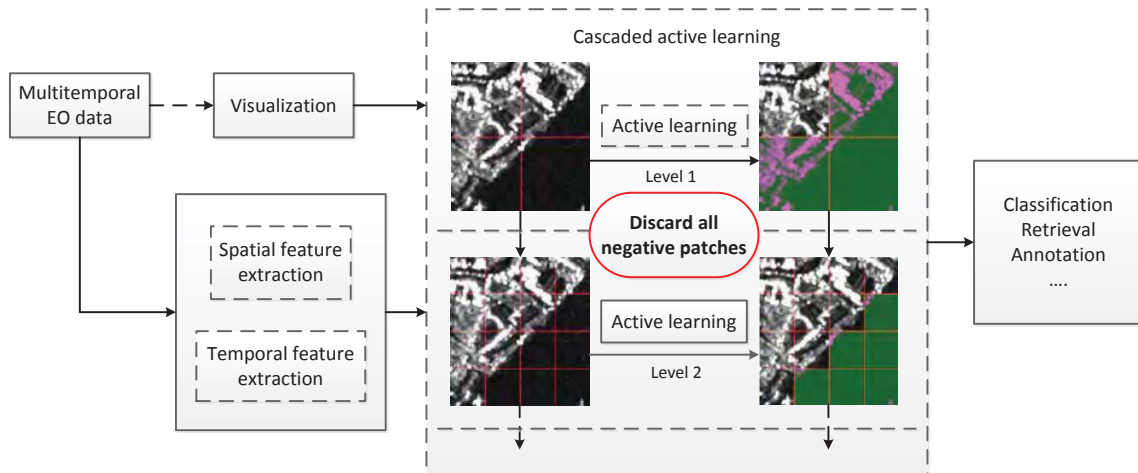 Cascaded active learning
Multitemporal
EO data
Visualization
Active learning
Level 1
Discard all
negative patches
Spatial feature
extraction
Temporal feature
extraction
Active learning
Level 2
Classification
Retrieval
Annotation
....